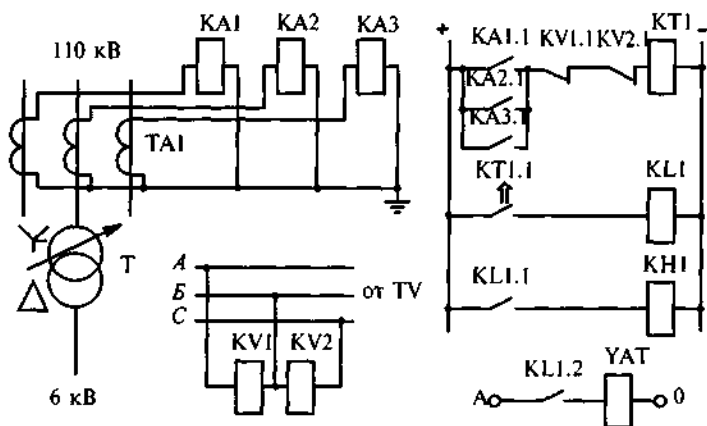 110 кВ
KA1
KA2
KA3
TA1
T
6 кВ
А
Б
С
от TV
KV1
KV2
+
-
KA1.1
KV1.1
KV2.1
KT1
KA2.1
KA3.1
KT1.1
KL1
KL1.1
KH1
KL1.2
YAT
A
0